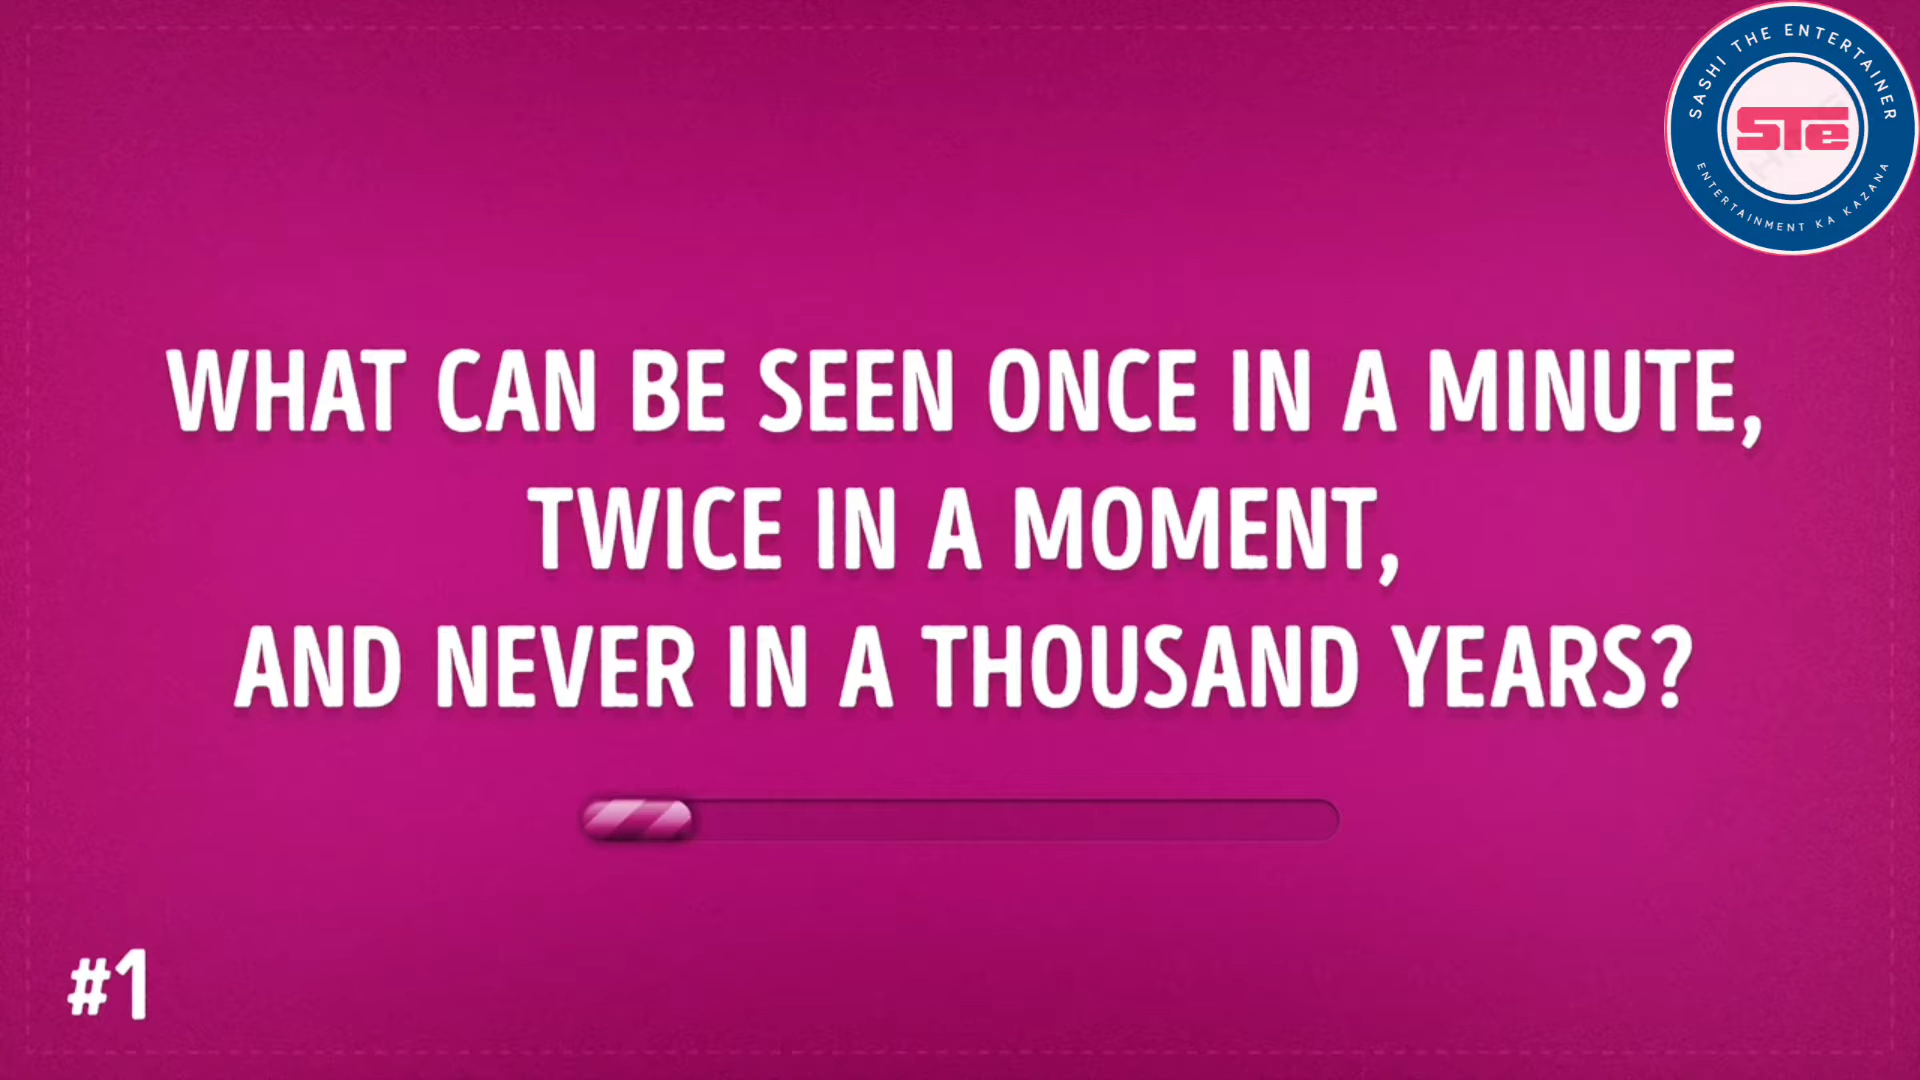 SASHI THE ENTERTAINER
STe
ENTERTAINMENT KA KAZANA
WHAT CAN BE SEEN ONCE IN A MINUTE,
TWICE IN A MOMENT,
AND NEVER IN A THOUSAND YEARS?
#1